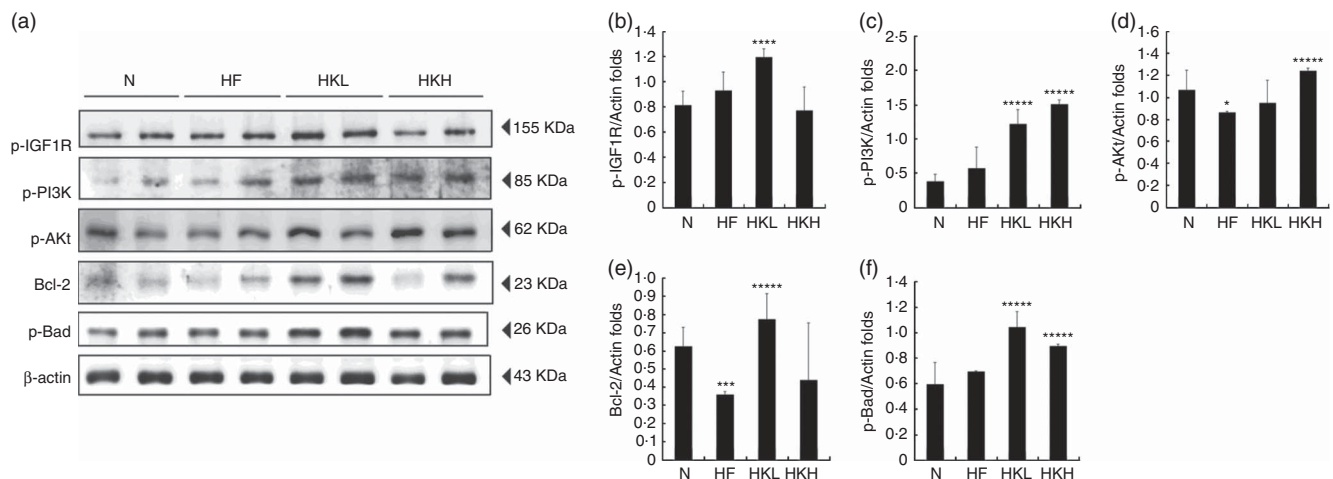 (a)
N HF HKL HKH
p-IGF1R
155 KDa
p-PI3K
85 KDa
p-AKt
62 KDa
Bcl-2
23 KDa
p-Bad
26 KDa
β-actin
43 KDa
(b)
p-IGF1R/Actin folds
1·4
1·2
1·0
0·8
0·6
0·4
0·2
0
****
N HF HKL HKH
(c)
p-PI3K/Actin folds
2·5
2·0
1·5
1·0
0·5
0
*****
*****
N HF HKL HKH
(d)
p-AKt/Actin folds
1·6
1·4
1·2
1·0
0·8
0·6
0·4
0·2
0
*
*****
N HF HKL HKH
(e)
Bcl-2/Actin folds
1·0
0·9
0·8
0·7
0·6
0·5
0·4
0·3
0·2
0·1
0
***
*****
N HF HKL HKH
(f)
p-Bad/Actin folds
1·4
1·2
1·0
0·8
0·6
0·4
0·2
0
*****
*****
N HF HKL HKH